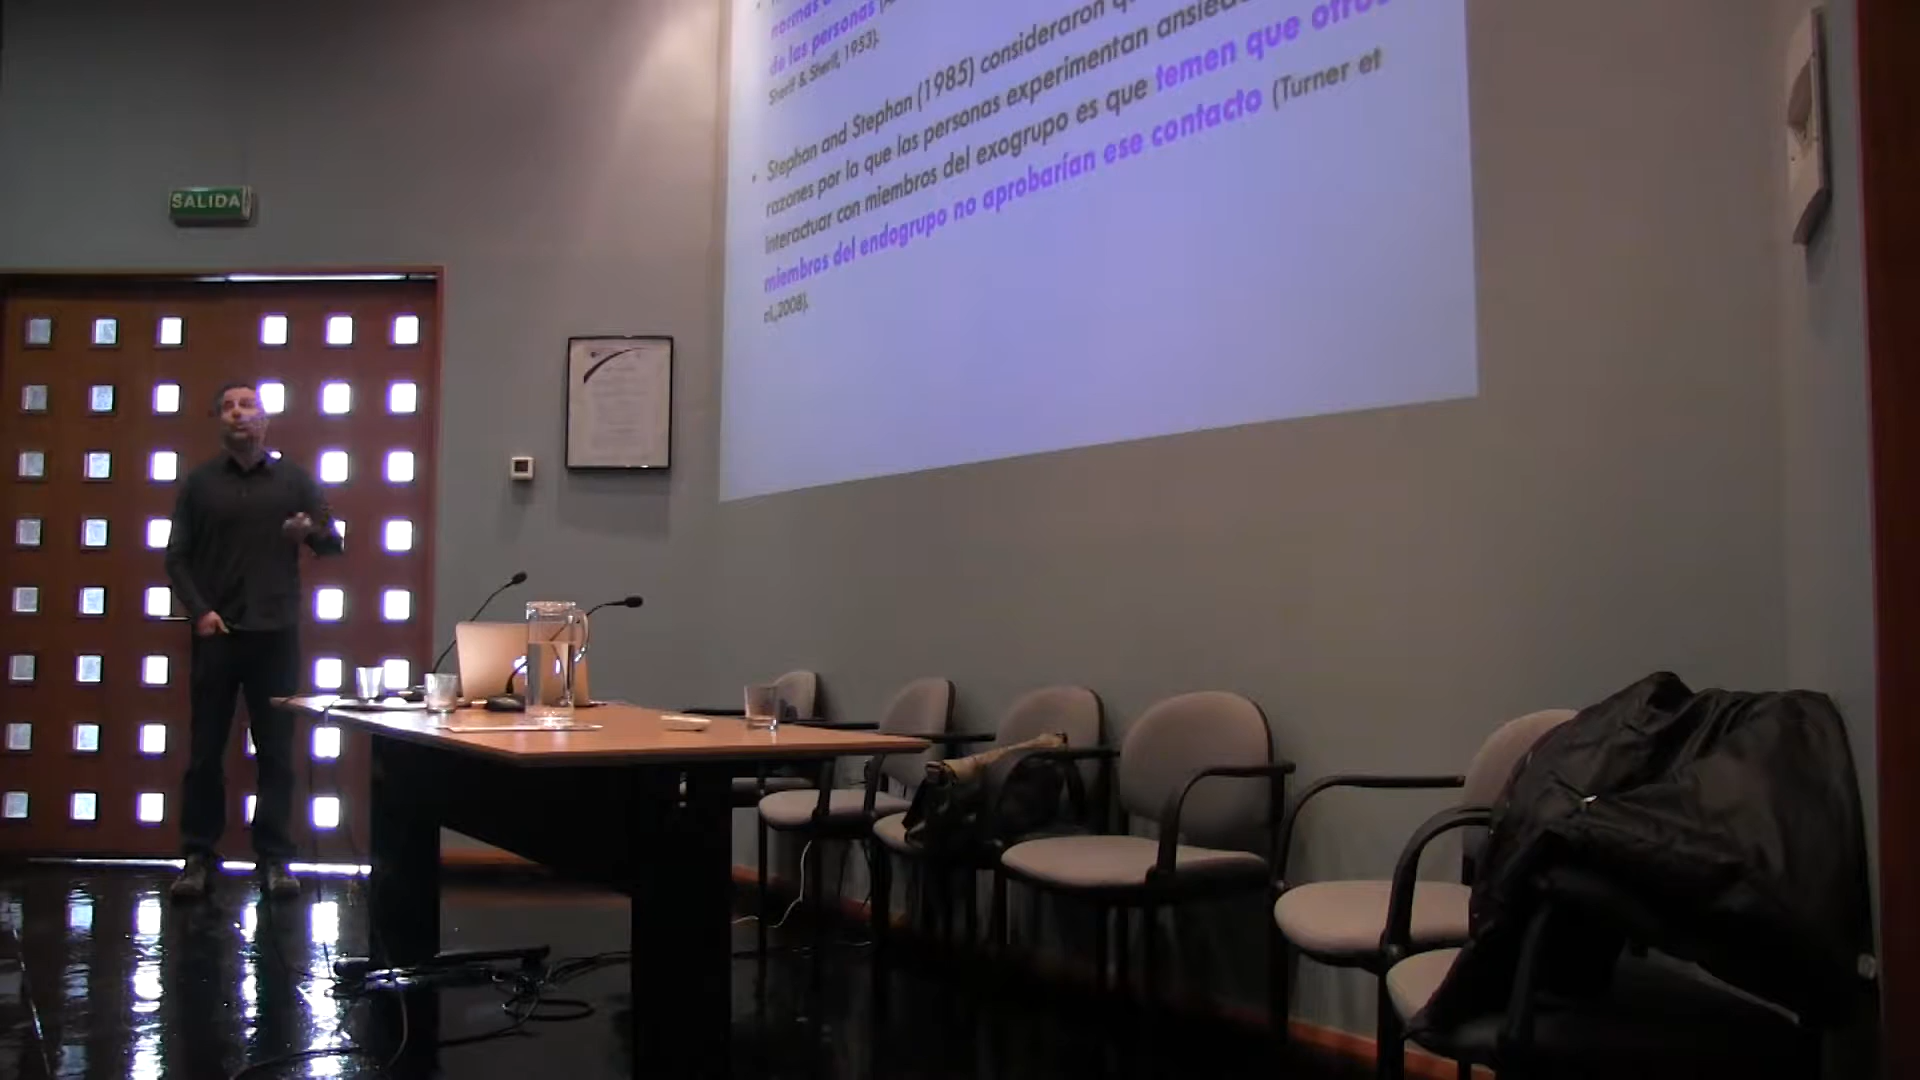 SALIDA
normas
de las personas
Sherif & Sherif, 1953).
• Stephan and Stephan (1985) consideraron
razones por la que las personas experimentan
interactuar con miembros del exogrupo es que temen que otros
miembros del endogrupo no aprobarían ese contacto (Turner et
al.,2008).